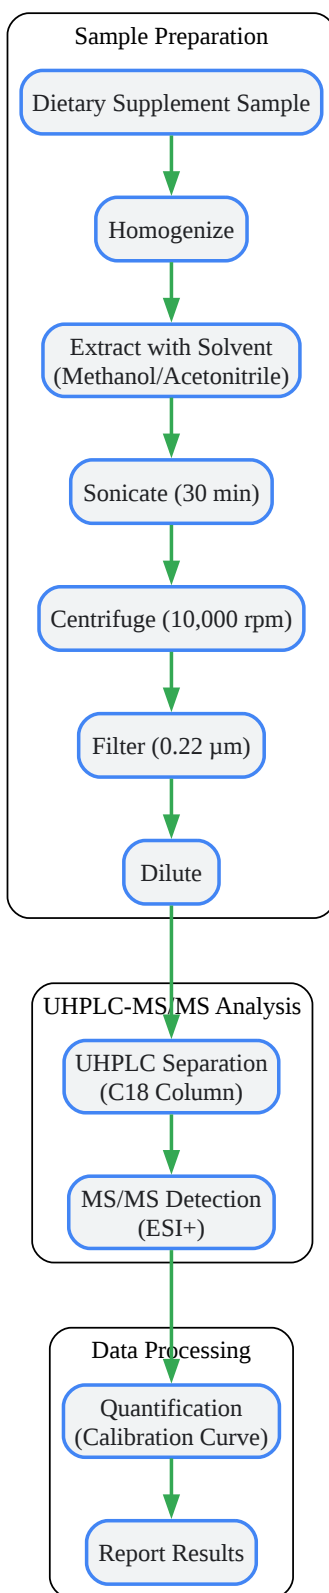 Sample Preparation
Dietary Supplement Sample
Homogenize
Extract with Solvent
(Methanol/Acetonitrile)
Sonicate (30 min)
Centrifuge (10,000 rpm)
Filter (0.22 µm)
Dilute
UHPLC-MS/MS Analysis
UHPLC Separation
(C18 Column)
MS/MS Detection
(ESI+)
Data Processing
Quantification
(Calibration Curve)
Report Results